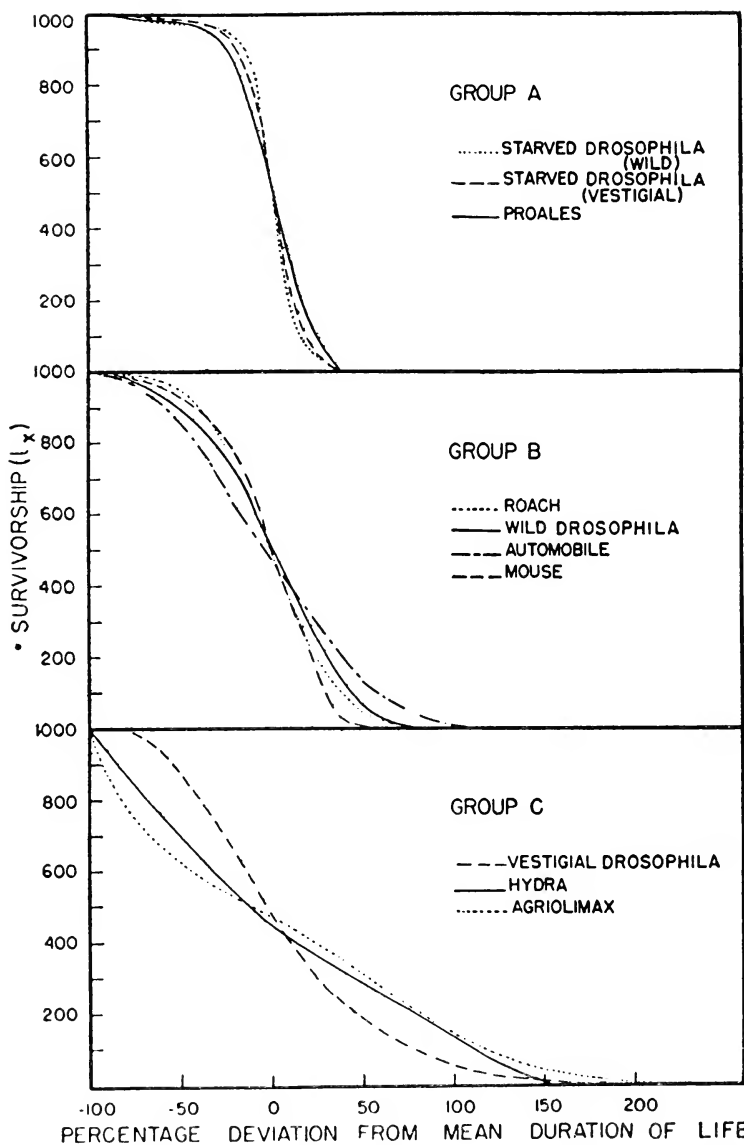 1000
800
600
400
200
GROUP A
STARVED DROSOPHILA
(WILD)
STARVED DROSOPHILA
(VESTIGIAL)
PROALES
1000
800
600
400
200
GROUP B
ROACH
WILD DROSOPHILA
AUTOMOBILE
MOUSE
• SURVIVORSHIP (lx)
1000
800
600
400
200
GROUP C
VESTIGIAL DROSOPHILA
HYDRA
AGRIOLIMAX
-100 -50 0 50 100 150 200
PERCENTAGE DEVIATION FROM MEAN DURATION OF LIFE